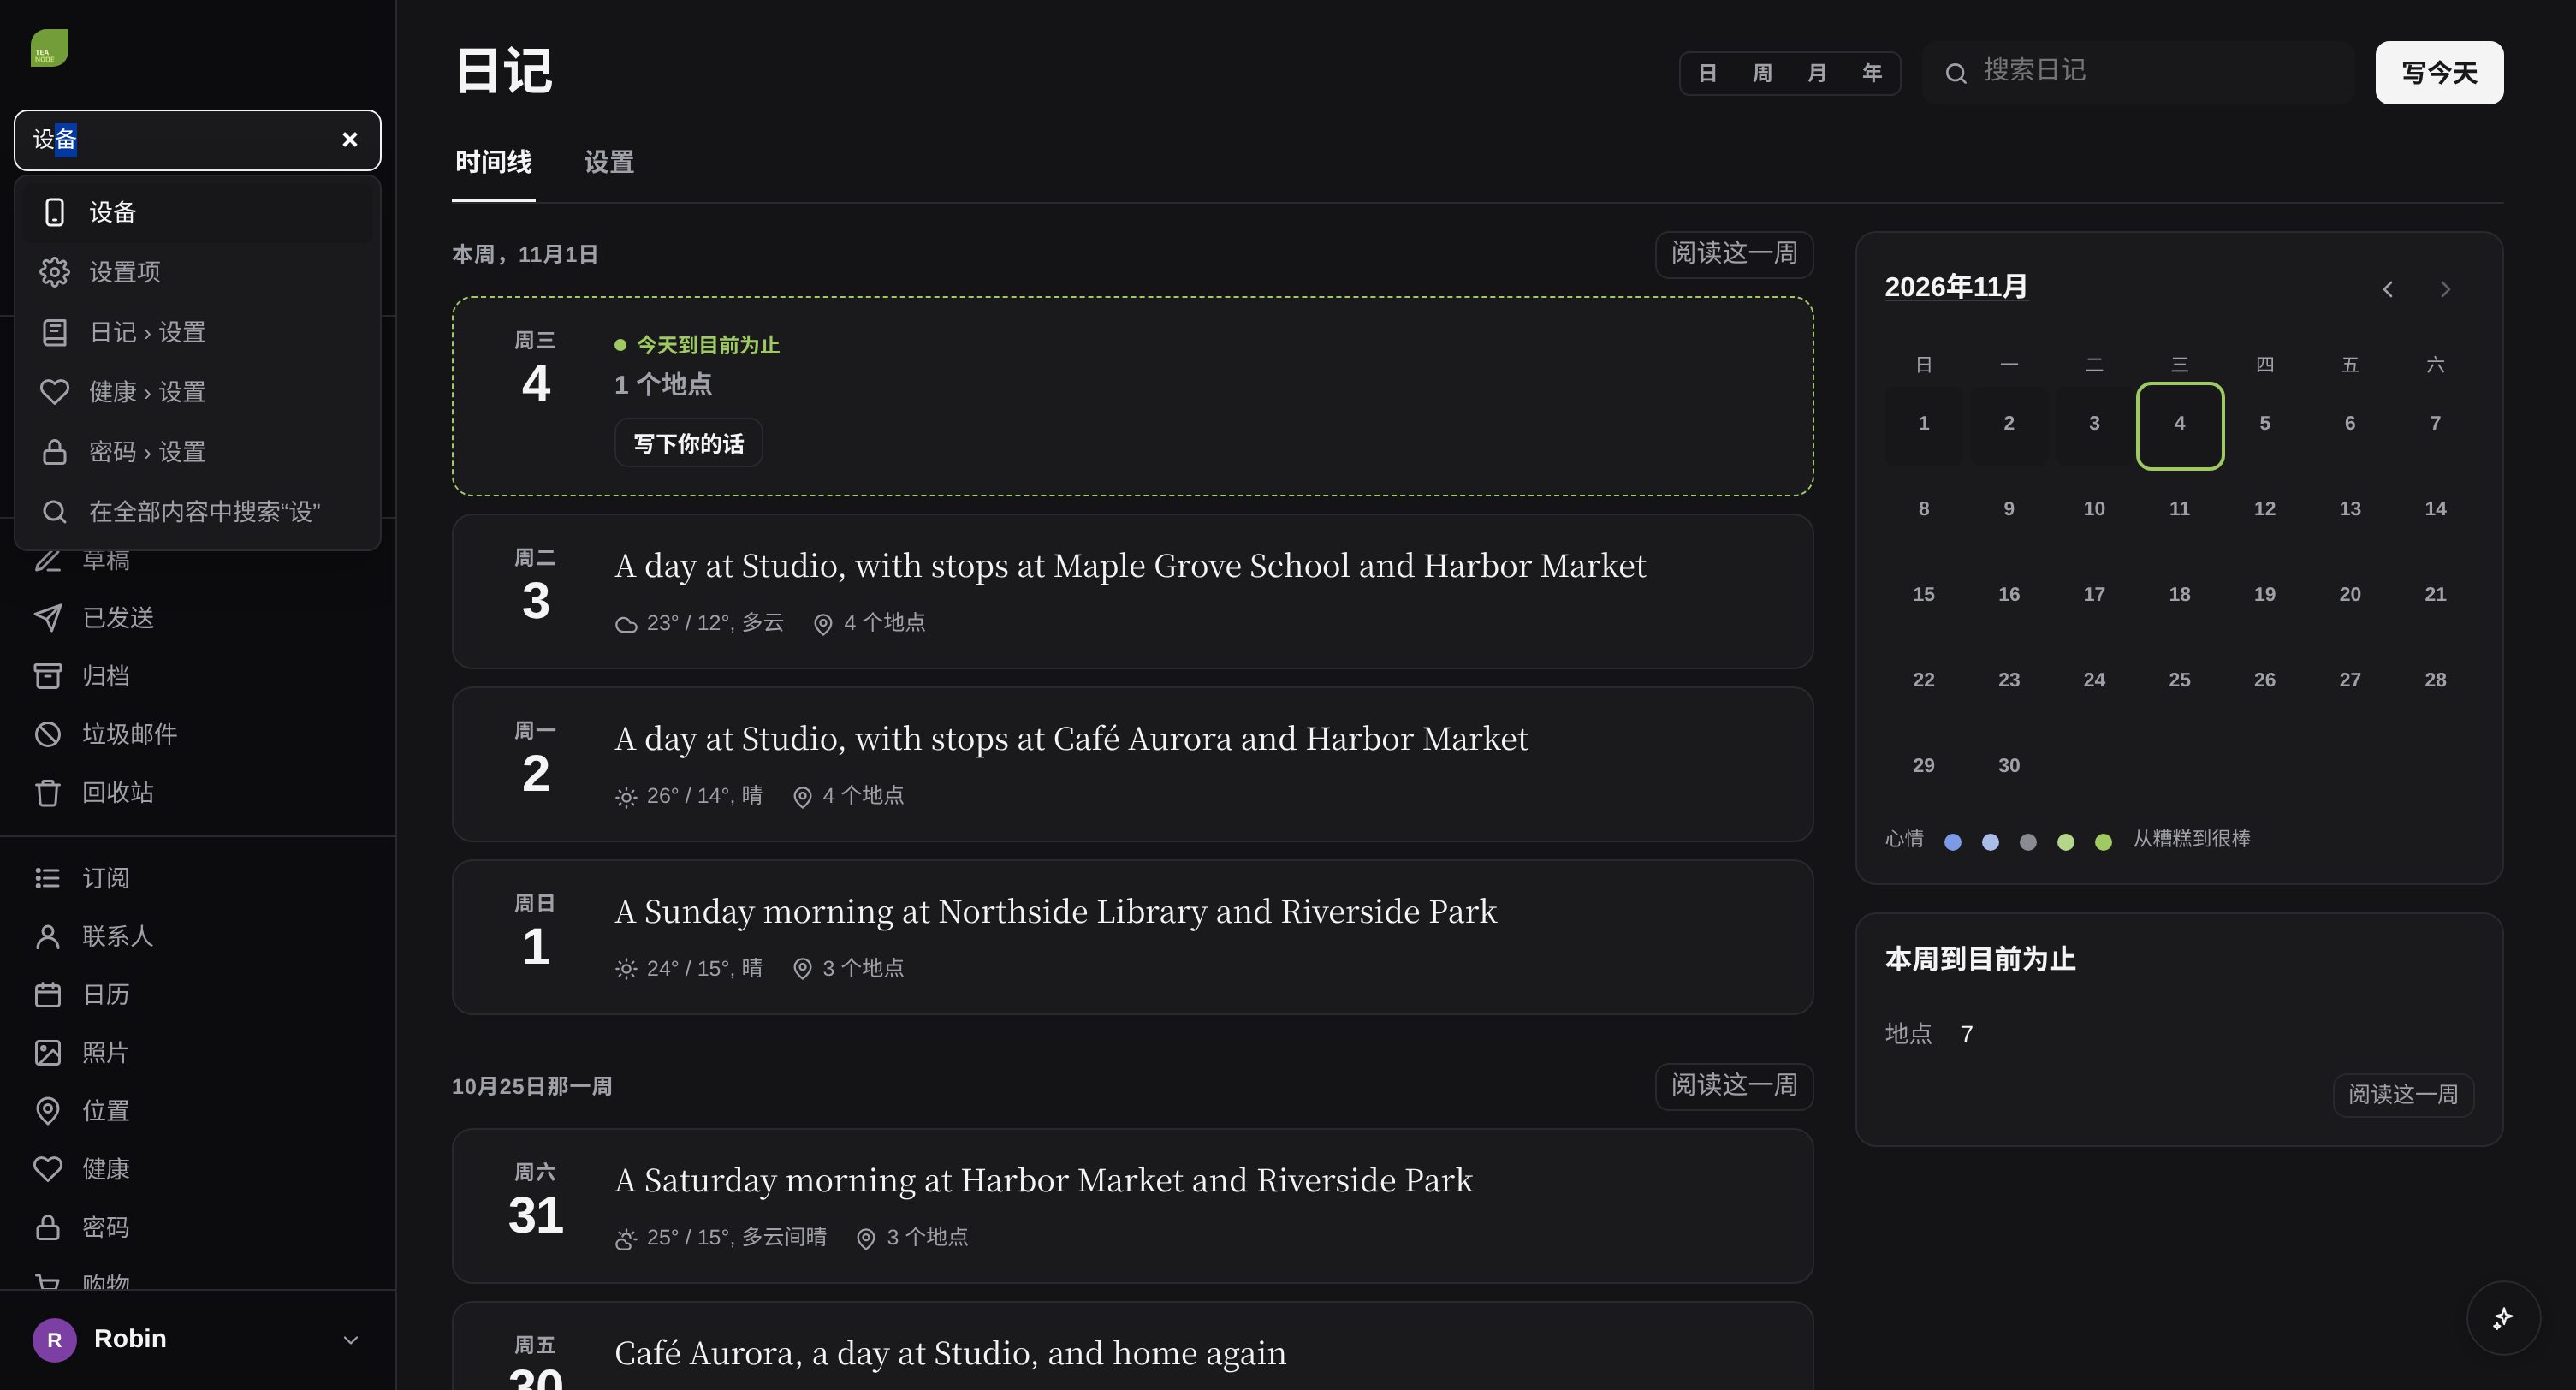 TEA
NODE
设备
设备
设置项
日记 › 设置
健康 › 设置
密码 › 设置
在全部内容中搜索“设”
草稿
已发送
归档
垃圾邮件
回收站
订阅
联系人
日历
照片
位置
健康
密码
购物
R Robin
日记
日 周 月 年
搜索日记
写今天
时间线 设置
本周，11月1日 阅读这一周
周三
4
今天到目前为止
1 个地点
写下你的话
周二
3
A day at Studio, with stops at Maple Grove School and Harbor Market
23° / 12°, 多云 4 个地点
周一
2
A day at Studio, with stops at Café Aurora and Harbor Market
26° / 14°, 晴 4 个地点
周日
1
A Sunday morning at Northside Library and Riverside Park
24° / 15°, 晴 3 个地点
10月25日那一周 阅读这一周
周六
31
A Saturday morning at Harbor Market and Riverside Park
25° / 15°, 多云间晴 3 个地点
周五
30
Café Aurora, a day at Studio, and home again
2026年11月
日 一 二 三 四 五 六
1 2 3 4 5 6 7
8 9 10 11 12 13 14
15 16 17 18 19 20 21
22 23 24 25 26 27 28
29 30
心情 从糟糕到很棒
本周到目前为止
地点 7
阅读这一周